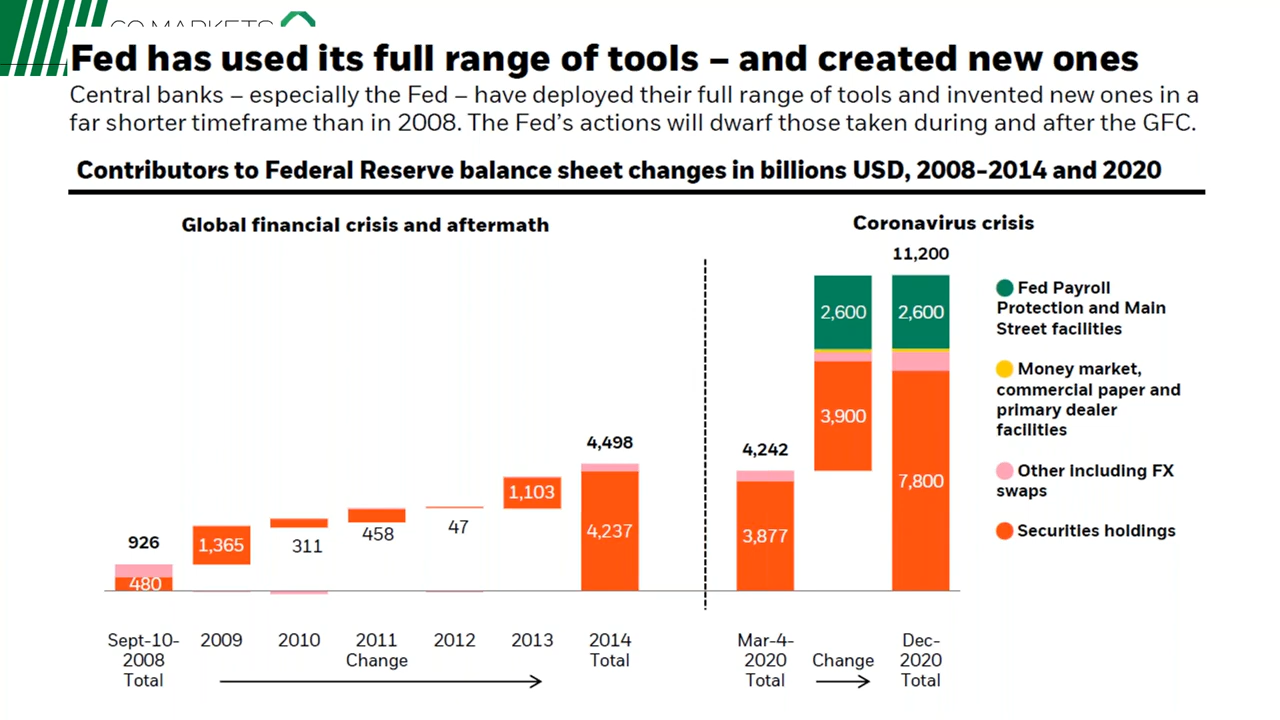 GO MARKETS
Fed has used its full range of tools – and created new ones
Central banks – especially the Fed – have deployed their full range of tools and invented new ones in a
far shorter timeframe than in 2008. The Fed's actions will dwarf those taken during and after the GFC.
Contributors to Federal Reserve balance sheet changes in billions USD, 2008–2014 and 2020
Global financial crisis and aftermath
Coronavirus crisis
926
480
1,365
311
458
47
1,103
4,498
4,237
4,242
3,877
2,600
3,900
11,200
2,600
7,800
Fed Payroll
Protection and Main
Street facilities
Money market,
commercial paper and
primary dealer
facilities
Other including FX
swaps
Securities holdings
Sept-10-
2008
Total
2009
2010
2011
Change
2012
2013
2014
Total
Mar-4-
2020
Total
Change
Dec-
2020
Total